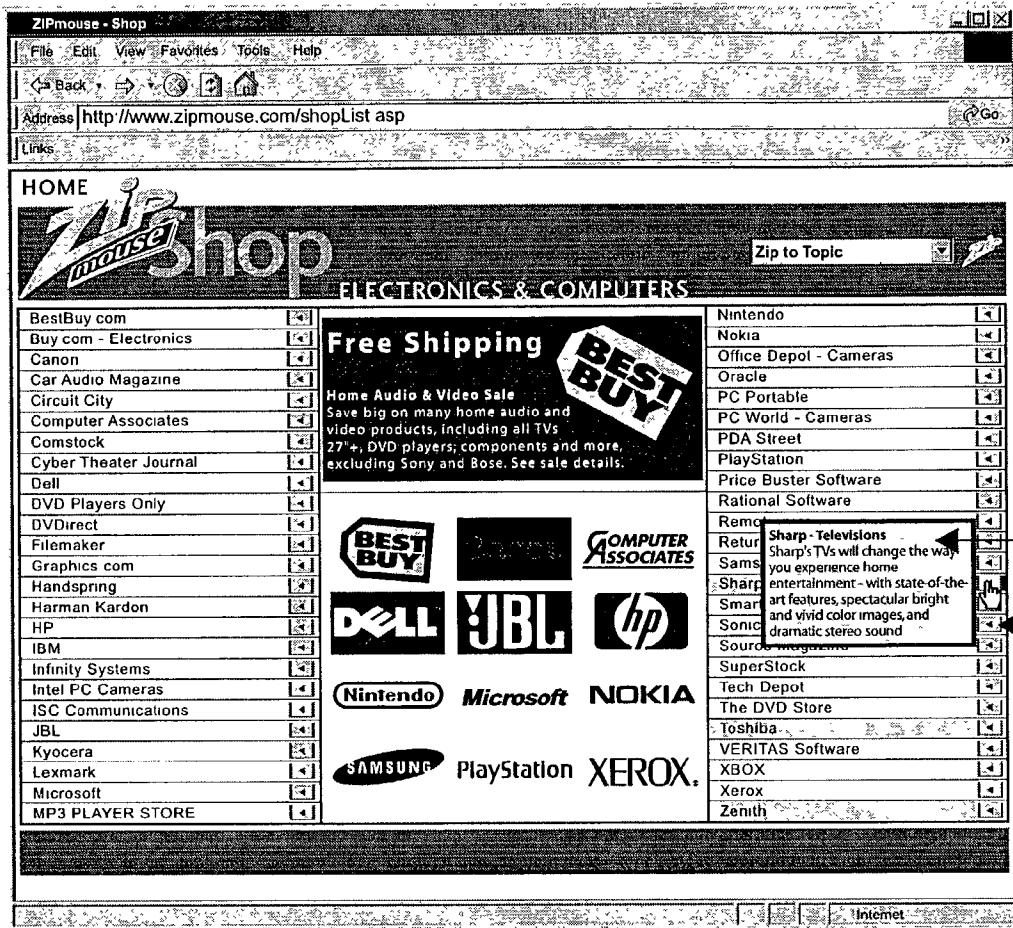 ZIPmouse - Shop
File Edit View Favorites Tools Help
Back
Address http://www.zipmouse.com/shopList asp Go
Links
HOME
Zip mouse Shop
Zip to Topic
Zip
ELECTRONICS & COMPUTERS
BestBuy com
Buy com - Electronics
Canon
Car Audio Magazine
Circuit City
Computer Associates
Comstock
Cyber Theater Journal
Dell
DVD Players Only
DVDirect
Filemaker
Graphics com
Handspring
Harman Kardon
HP
IBM
Infinity Systems
Intel PC Cameras
ISC Communications
JBL
Kyocera
Lexmark
Microsoft
MP3 PLAYER STORE
Free Shipping
BEST
BUY
Home Audio & Video Sale
Save big on many home audio and
video products, including all TVs
27"+, DVD players; components and more,
excluding Sony and Bose. See sale details.
BEST
BUY
COMPUTER
ASSOCIATES
DELL
JBL
hp
Nintendo
Microsoft
NOKIA
SAMSUNG
PlayStation
XEROX.
Nintendo
Nokia
Office Depot - Cameras
Oracle
PC Portable
PC World - Cameras
PDA Street
PlayStation
Price Buster Software
Rational Software
Remo
Retur
Sams
Sharp
Smar
Sonic
SuperStock
Tech Depot
The DVD Store
Toshiba
VERITAS Software
XBOX
Xerox
Zenith
Sharp - Televisions
Sharp's TVs will change the way
you experience home
entertainment - with state-of-the-
art features, spectacular bright
and vivid color images, and
dramatic stereo sound
Internet